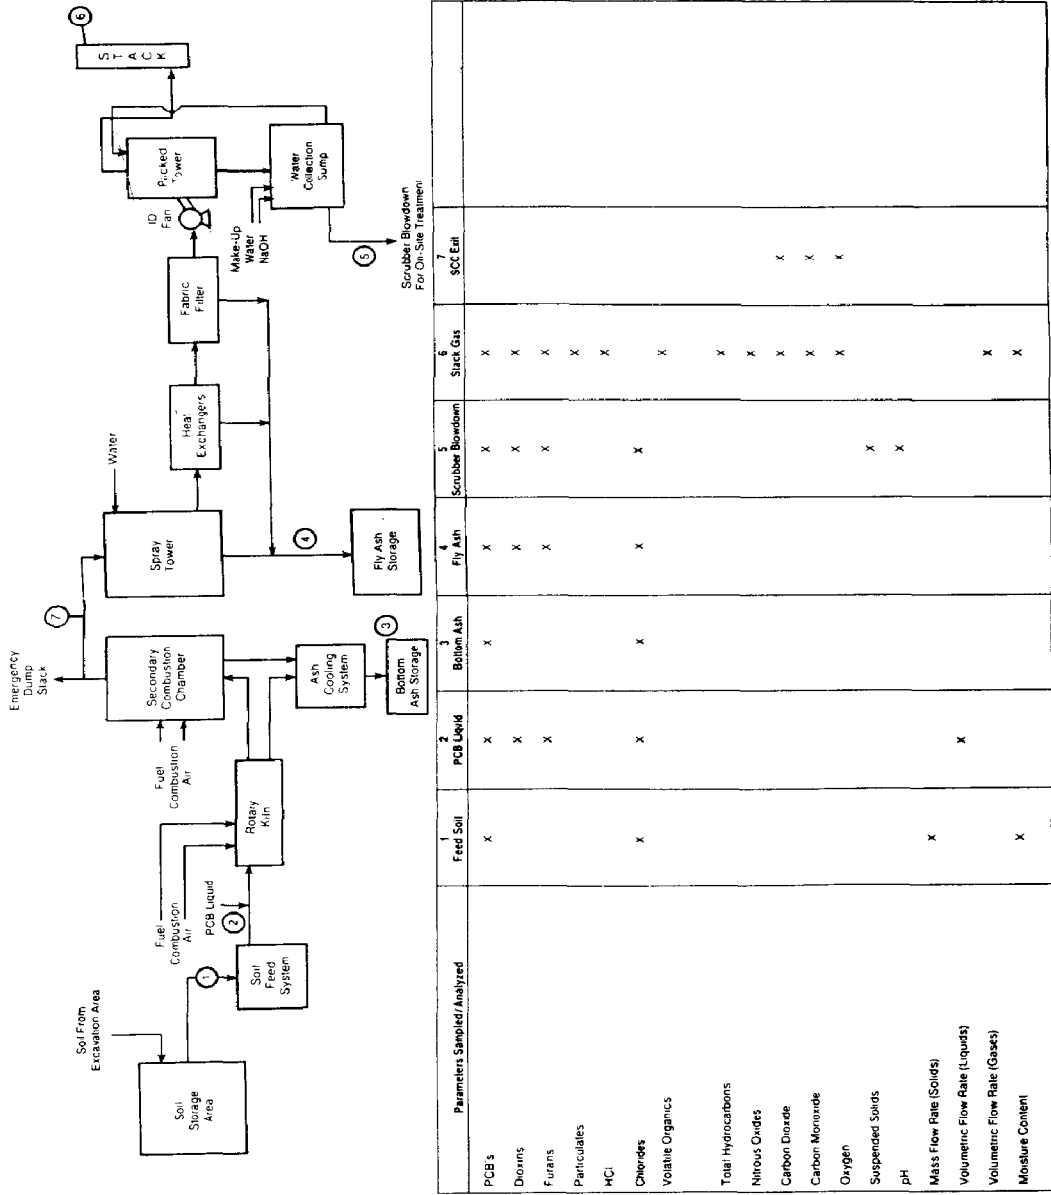 Soil From
Excavation Area
Soil
Storage
Area
1
Soil
Feed
System
PCB Liquid
2
Fuel
Combustion
Air
Rotary
Kiln
Fuel
Combustion
Air
Emergency
Dump
Stack
Secondary
Combustion
Chamber
7
Ash
Cooling
System
3
Bottom
Ash Storage
Water
Spray
Tower
4
Fly Ash
Storage
Heat
Exchangers
Fabric
Filter
ID
Fan
Packed
Tower
Make-Up
Water
NaOH
Water
Collection
Sump
5
Scrubber Blowdown
For On-Site Treatment
STACK
6
Parameters Sampled/Analyzed
1
Feed Soil
2
PCB Liquid
3
Bottom Ash
4
Fly Ash
5
Scrubber Blowdown
6
Stack Gas
7
SCC Exit
PCB's X X X X X X
Dioxins X X X X
Furans X X X X
Particulates X
HCl X
Chlorides X X X X X
Volatile Organics X
Total Hydrocarbons X
Nitrous Oxides X
Carbon Dioxide X X
Carbon Monoxide X X
Oxygen X X
Suspended Solids X
pH X
Mass Flow Rate (Solids) X
Volumetric Flow Rate (Liquids) X
Volumetric Flow Rate (Gases) X
Moisture Content X X